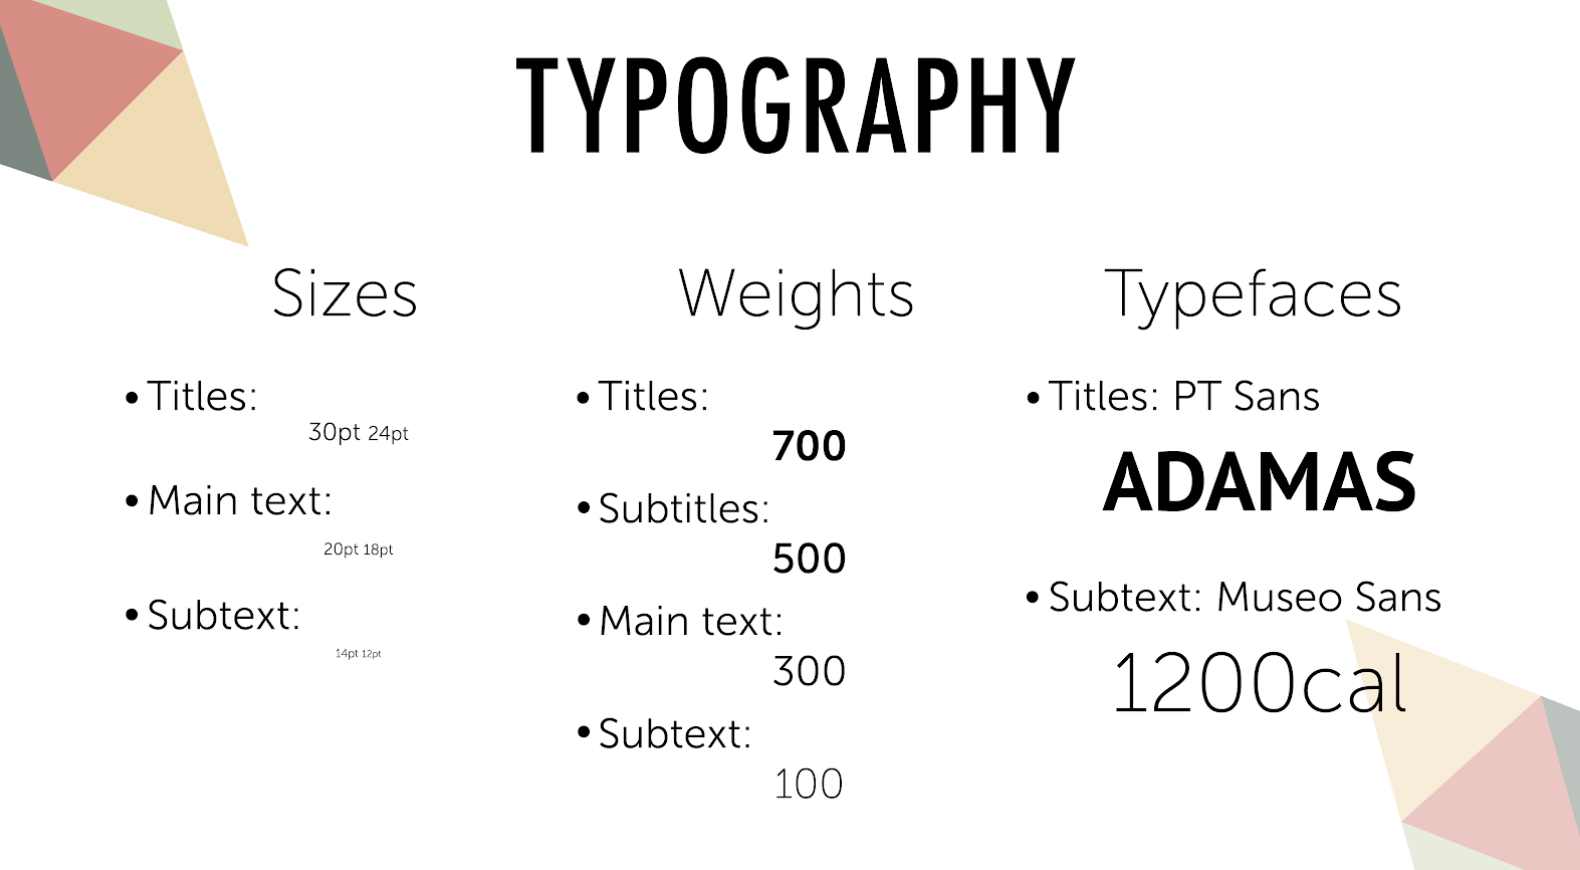 TYPOGRAPHY
Sizes
• Titles:
30pt 24pt
• Main text:
20pt 18pt
• Subtext:
14pt 12pt
Weights
• Titles:
700
• Subtitles:
500
• Main text:
300
• Subtext:
100
Typefaces
• Titles: PT Sans
ADAMAS
• Subtext: Museo Sans
1200cal